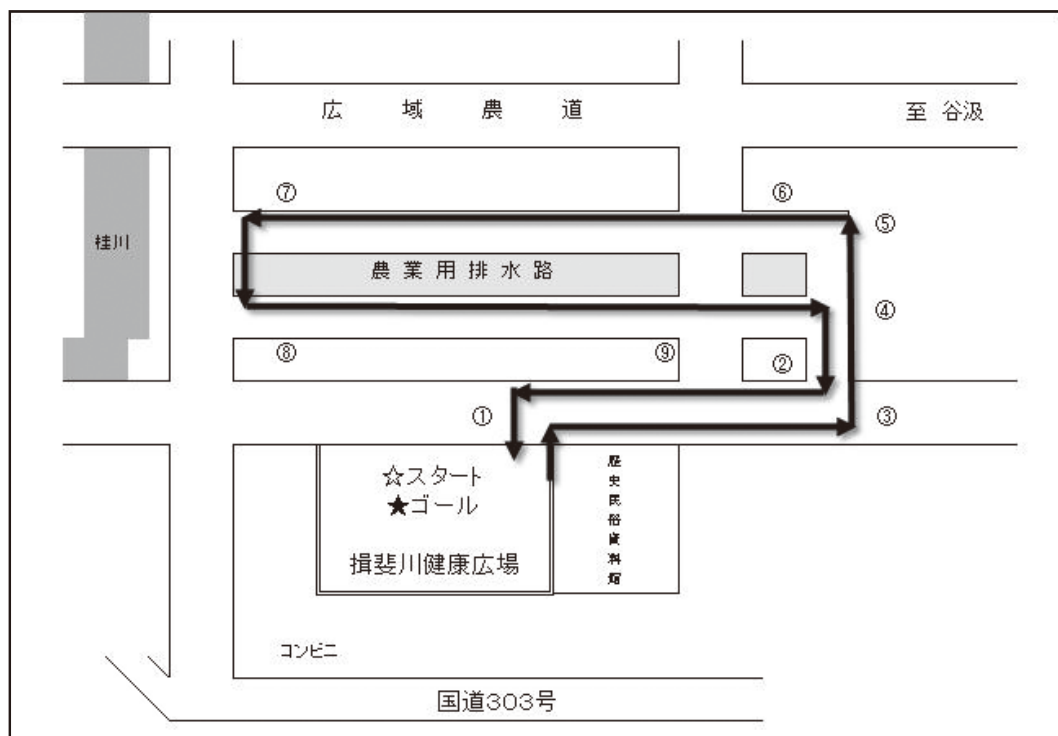 広域農道
至 谷汲
⑦
⑥
⑤
桂川
農業用排水路
④
⑧
⑨
②
①
③
☆スタート
★ゴール
揖斐川健康広場
歴史民俗資料館
コンビニ
国道303号